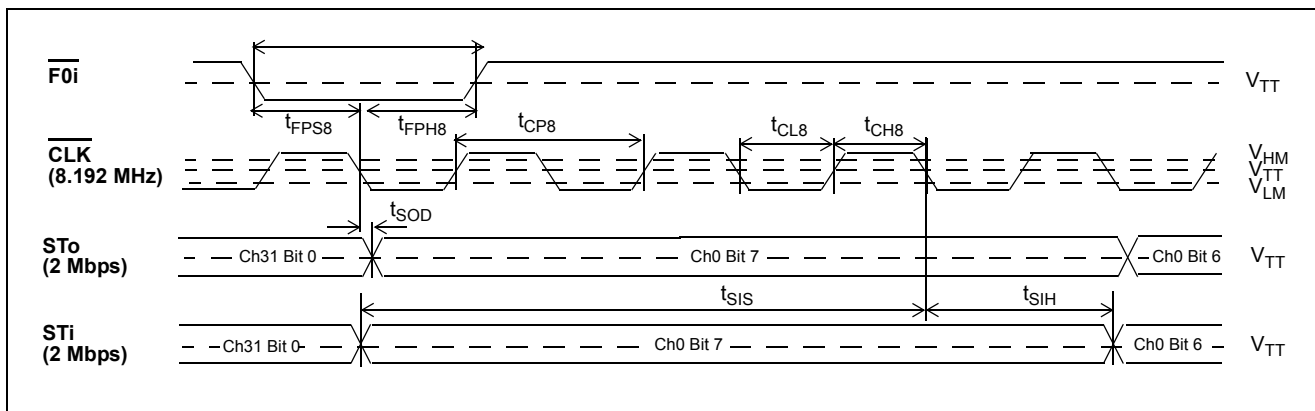 F0i
V_TT
t_FPS8
t_FPH8
t_CP8
t_CL8
t_CH8
CLK
(8.192 MHz)
V_HM
V_TT
V_LM
t_SOD
STo
(2 Mbps)
Ch31 Bit 0
Ch0 Bit 7
Ch0 Bit 6
V_TT
t_SIS
t_SIH
STi
(2 Mbps)
Ch31 Bit 0
Ch0 Bit 7
Ch0 Bit 6
V_TT